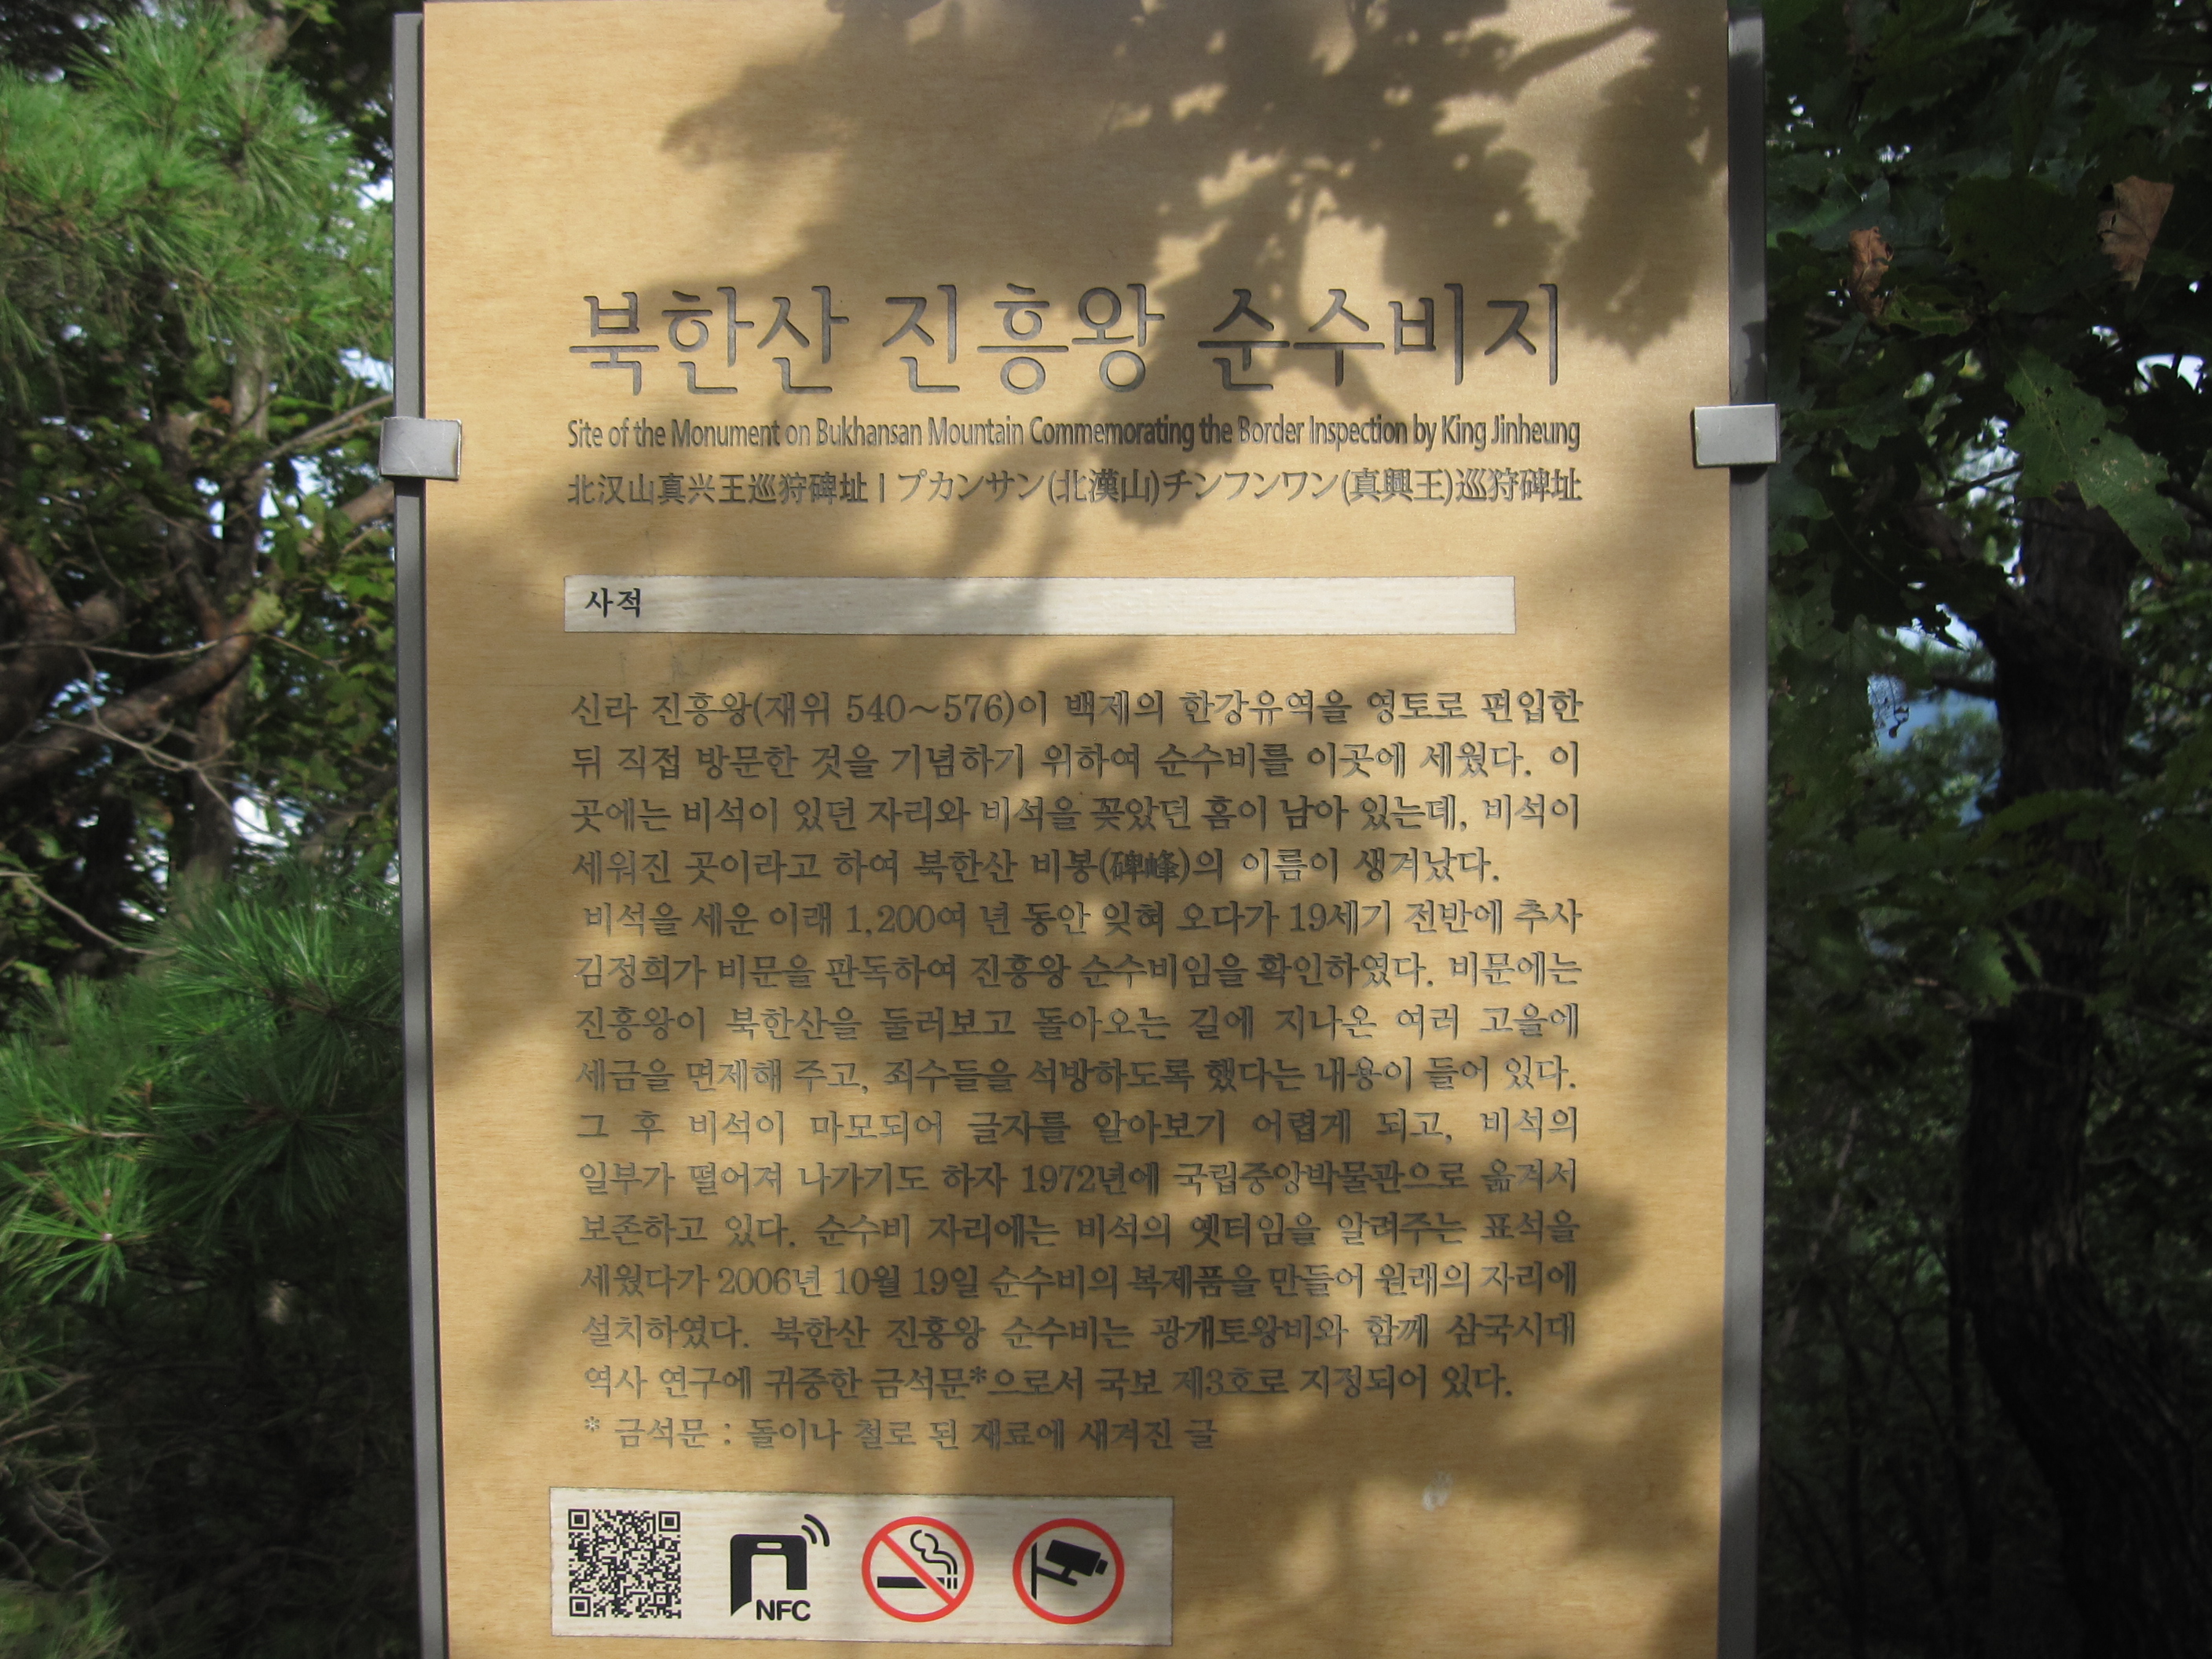 북한산 진흥왕 순수비지
Site of the Monument on Bukhansan Mountain Commemorating the Border Inspection by King Jinheung
北汉山真兴王巡狩碑址 | プカンサン(北漢山)チンフンワン(真興王)巡狩碑址
사적
신라 진흥왕(재위 540~576)이 백제의 한강유역을 영토로 편입한
뒤 직접 방문한 것을 기념하기 위하여 순수비를 이곳에 세웠다. 이
곳에는 비석이 있던 자리와 비석을 꽂았던 홈이 남아 있는데, 비석이
세워진 곳이라고 하여 북한산 비봉(碑峰)의 이름이 생겨났다.
비석을 세운 이래 1,200여 년 동안 잊혀 오다가 19세기 전반에 추사
김정희가 비문을 판독하여 진흥왕 순수비임을 확인하였다. 비문에는
진흥왕이 북한산을 둘러보고 돌아오는 길에 지나온 여러 고을에
세금을 면제해 주고, 죄수들을 석방하도록 했다는 내용이 들어 있다.
그 후 비석이 마모되어 글자를 알아보기 어렵게 되고, 비석의
일부가 떨어져 나가기도 하자 1972년에 국립중앙박물관으로 옮겨서
보존하고 있다. 순수비 자리에는 비석의 옛터임을 알려주는 표석을
세웠다가 2006년 10월 19일 순수비의 복제품을 만들어 원래의 자리에
설치하였다. 북한산 진흥왕 순수비는 광개토왕비와 함께 삼국시대
역사 연구에 귀중한 금석문*으로서 국보 제3호로 지정되어 있다.
* 금석문 : 돌이나 철로 된 재료에 새겨진 글
NFC